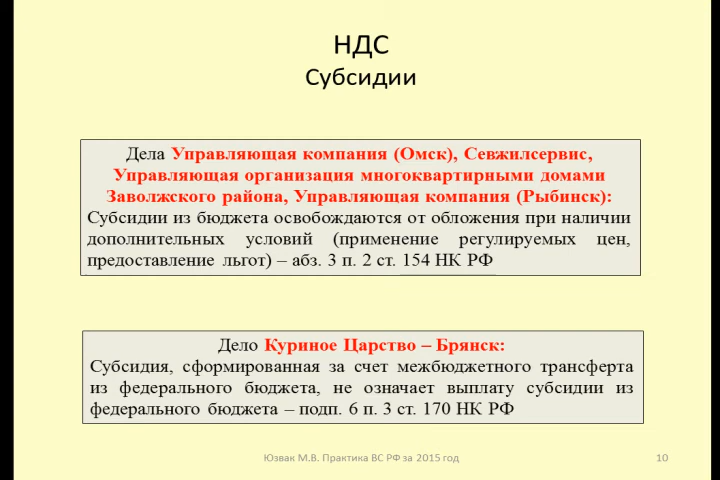 НДС
Субсидии
Дела Управляющая компания (Омск), Севжилсервис,
Управляющая организация многоквартирными домами
Заволжского района, Управляющая компания (Рыбинск):
Субсидии из бюджета освобождаются от обложения при наличии
дополнительных условий (применение регулируемых цен,
предоставление льгот) – абз. 3 п. 2 ст. 154 НК РФ
Дело Куриное Царство – Брянск:
Субсидия, сформированная за счет межбюджетного трансферта
из федерального бюджета, не означает выплату субсидии из
федерального бюджета – подп. 6 п. 3 ст. 170 НК РФ
Юзвак М.В. Практика ВС РФ за 2015 год
10